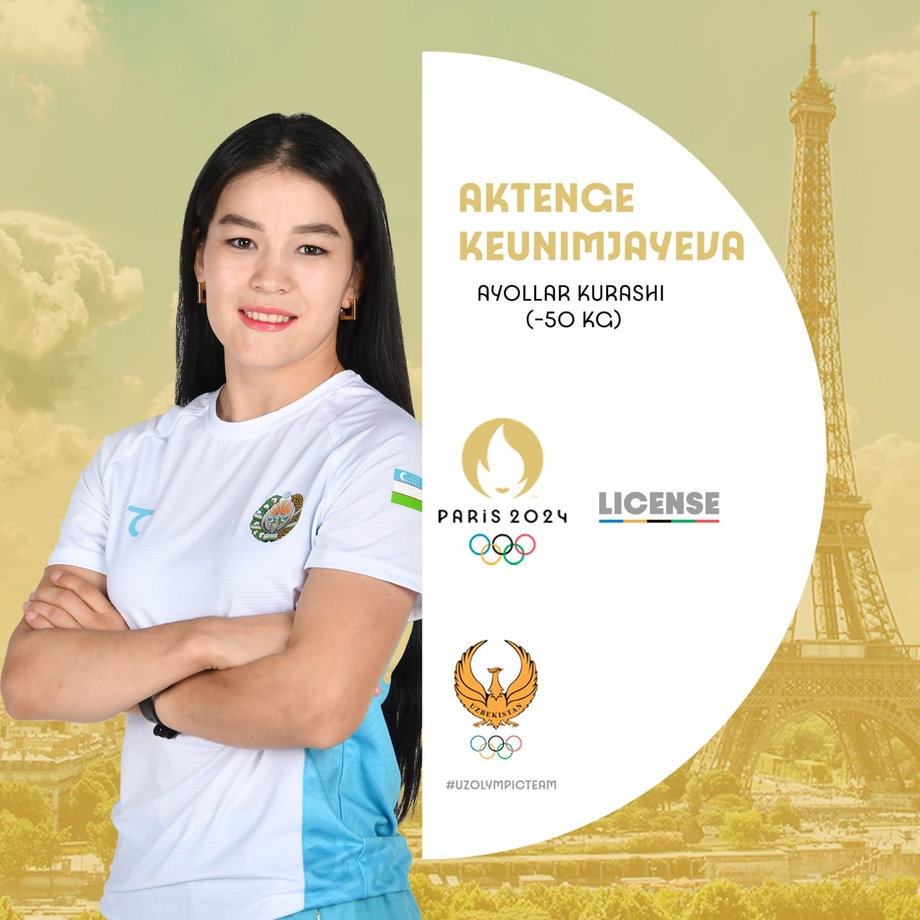 AKTENGE
KEUNIMJAYEVA
AYOLLAR KURASHI
(-50 KG)
PARIS 2024
LICENSE
UZBEKISTAN
#UZOLYMPICTEAM